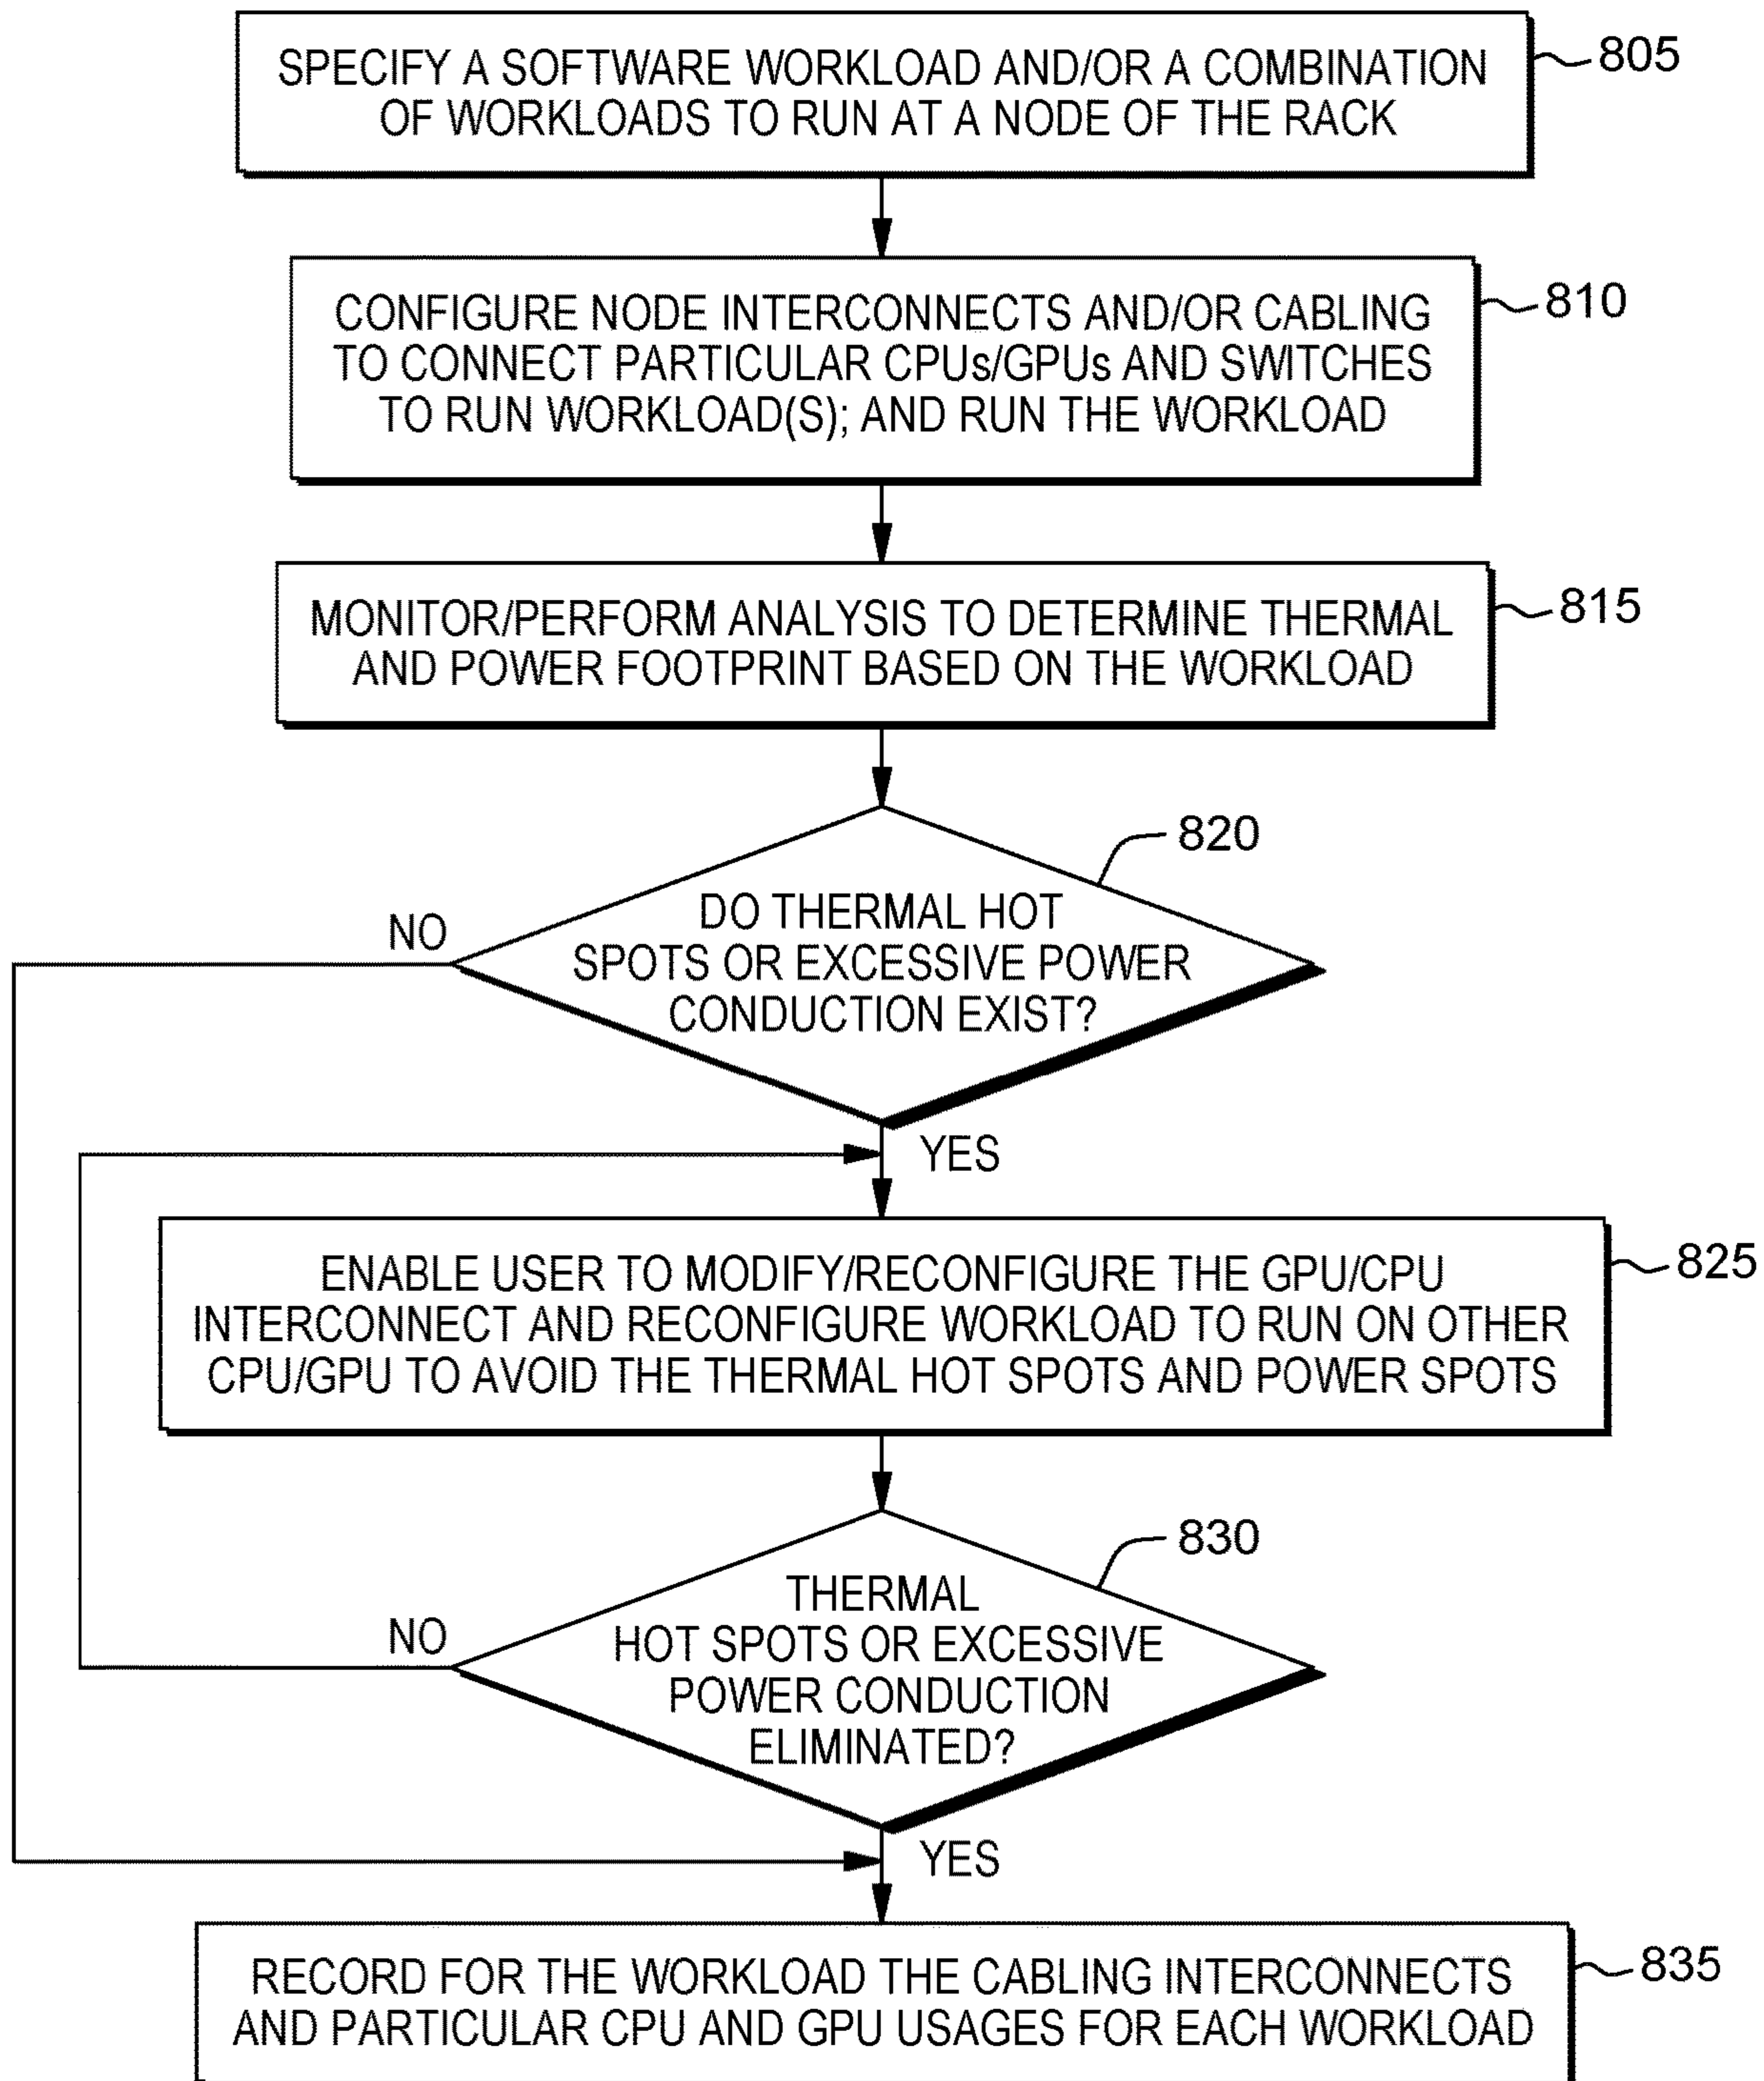 SPECIFY A SOFTWARE WORKLOAD AND/OR A COMBINATION
OF WORKLOADS TO RUN AT A NODE OF THE RACK
805
CONFIGURE NODE INTERCONNECTS AND/OR CABLING
TO CONNECT PARTICULAR CPUs/GPUs AND SWITCHES
TO RUN WORKLOAD(S); AND RUN THE WORKLOAD
810
MONITOR/PERFORM ANALYSIS TO DETERMINE THERMAL
AND POWER FOOTPRINT BASED ON THE WORKLOAD
815
820
DO THERMAL HOT
SPOTS OR EXCESSIVE POWER
CONDUCTION EXIST?
NO
YES
ENABLE USER TO MODIFY/RECONFIGURE THE GPU/CPU
INTERCONNECT AND RECONFIGURE WORKLOAD TO RUN ON OTHER
CPU/GPU TO AVOID THE THERMAL HOT SPOTS AND POWER SPOTS
825
830
THERMAL
HOT SPOTS OR EXCESSIVE
POWER CONDUCTION
ELIMINATED?
NO
YES
RECORD FOR THE WORKLOAD THE CABLING INTERCONNECTS
AND PARTICULAR CPU AND GPU USAGES FOR EACH WORKLOAD
835